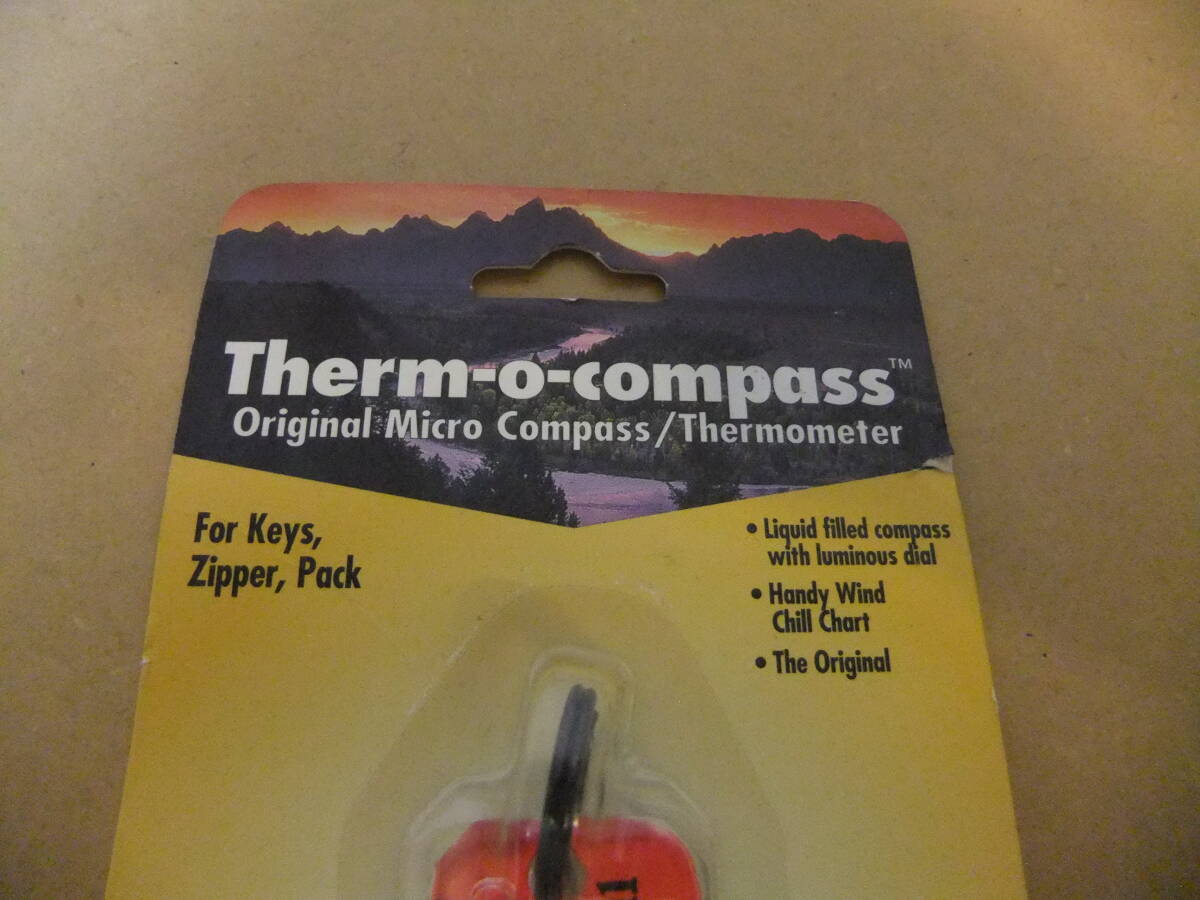 Therm-o-compass™
Original Micro Compass/Thermometer
For Keys,
Zipper, Pack
• Liquid filled compass
with luminous dial
• Handy Wind
Chill Chart
• The Original